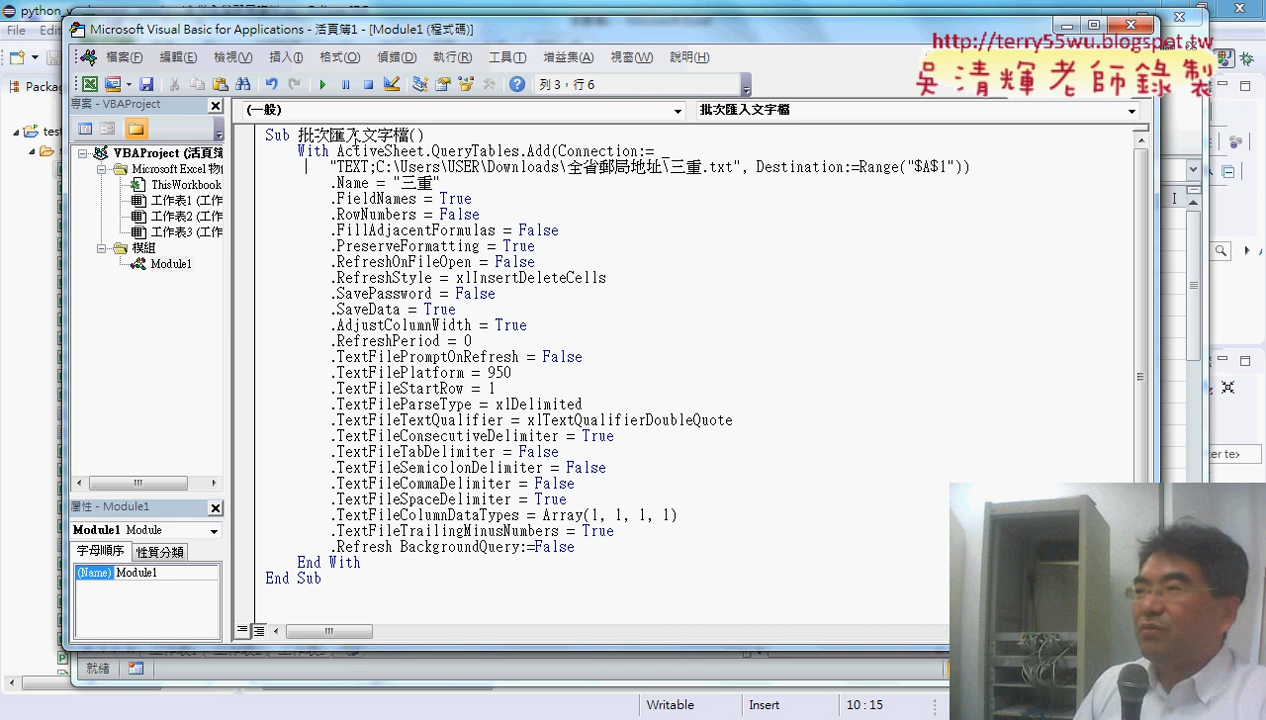 python_
Microsoft Visual Basic for Applications - 活頁簿1 - [Module1 (程式碼)]
http://terry55wu.blogspot.tw
吳清輝老師錄製
File Edi
檔案(F) 編輯(E) 檢視(V) 插入(I) 格式(O) 偵錯(D) 執行(R) 工具(T) 增益集(A) 視窗(W) 說明(H)
列 3，行 6
Packag
專案 - VBAProject
(一般)
批次匯入文字檔
test
VBAProject (活頁簿
Microsoft Excel 物
ThisWorkbook
工作表1 (工作
工作表2 (工作
工作表3 (工作
模組
Module1
Sub 批次匯入文字檔()
With ActiveSheet.QueryTables.Add(Connection:= _
"TEXT;C:\Users\USER\Downloads\全省郵局地址\三重.txt", Destination:=Range("$A$1"))
.Name = "三重"
.FieldNames = True
.RowNumbers = False
.FillAdjacentFormulas = False
.PreserveFormatting = True
.RefreshOnFileOpen = False
.RefreshStyle = xlInsertDeleteCells
.SavePassword = False
.SaveData = True
.AdjustColumnWidth = True
.RefreshPeriod = 0
.TextFilePromptOnRefresh = False
.TextFilePlatform = 950
.TextFileStartRow = 1
.TextFileParseType = xlDelimited
.TextFileTextQualifier = xlTextQualifierDoubleQuote
.TextFileConsecutiveDelimiter = True
.TextFileTabDelimiter = False
.TextFileSemicolonDelimiter = False
.TextFileCommaDelimiter = False
.TextFileSpaceDelimiter = True
.TextFileColumnDataTypes = Array(1, 1, 1, 1)
.TextFileTrailingMinusNumbers = True
.Refresh BackgroundQuery:=False
End With
End Sub
屬性 - Module1
Module1 Module
字母順序 性質分類
(Name) Module1
ter te>
就緒
Writable
Insert
10 : 15